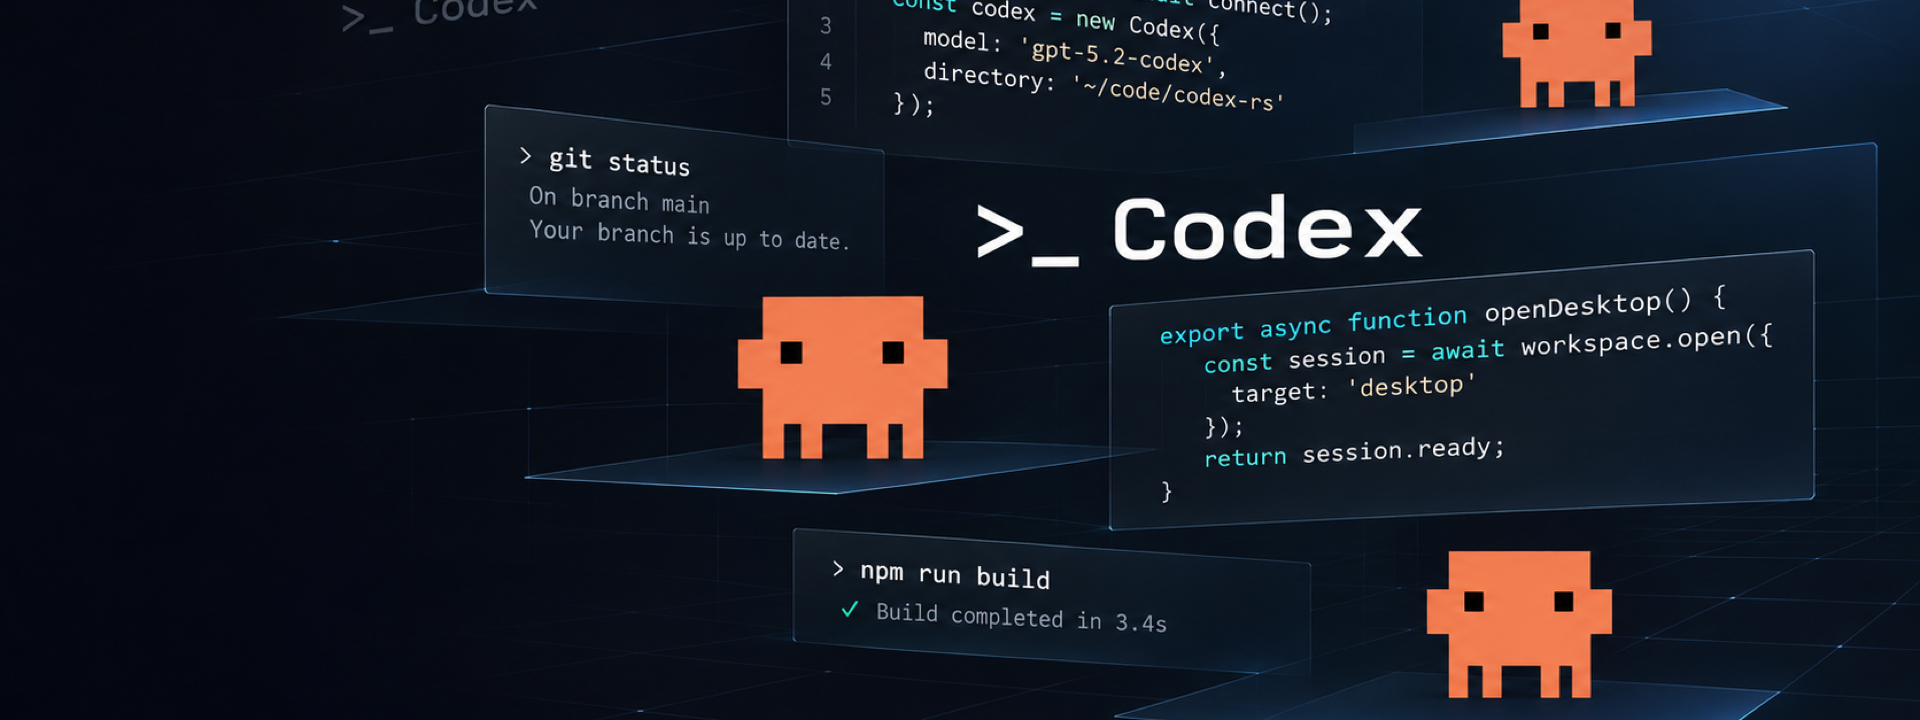 >_ Codex
connect();
3
const codex = new Codex({
4
model: 'gpt-5.2-codex',
5
directory: '~/code/codex-rs'
});
> git status
On branch main
Your branch is up to date.
>_ Codex
export async function openDesktop() {
const session = await workspace.open({
target: 'desktop'
});
return session.ready;
}
> npm run build
✓ Build completed in 3.4s